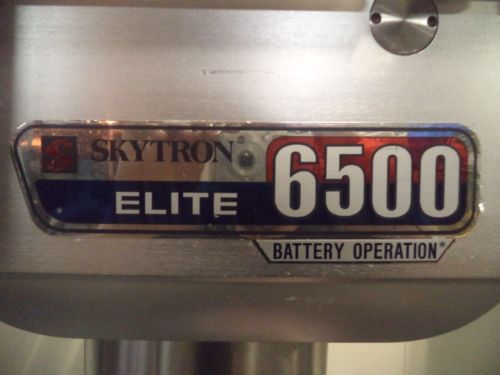 SKYTRON®
ELITE 6500
BATTERY OPERATION*